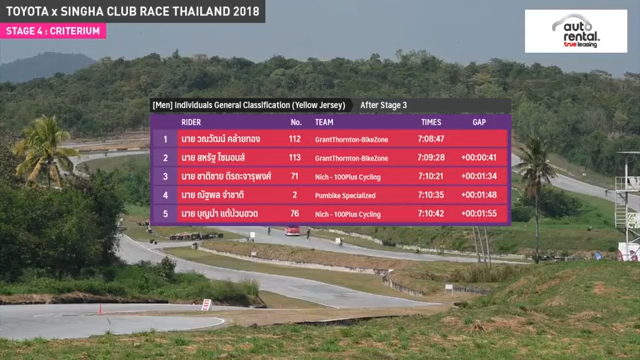 TOYOTA x SINGHA CLUB RACE THAILAND 2018
STAGE 4 : CRITERIUM
auto
rental.
true leasing
[Men] Individuals General Classification (Yellow Jersey) After Stage 3
RIDER No. TEAM TIMES GAP
1 นาย วณวัฒน์ คล้ายทอง 112 GrantThornton-BikeZone 7:08:47
2 นาย สหรัฐ ไซมอนส์ 113 GrantThornton-BikeZone 7:09:28 +00:00:41
3 นาย ชาติชาย ติระจารุพงศ์ 71 Nich - 100Plus Cycling 7:10:21 +00:01:34
4 นาย ณัฐพล จำชาติ 2 Pumbike Specialized 7:10:35 +00:01:48
5 นาย บุญนำ แต้ป่วนฮวด 76 Nich - 100Plus Cycling 7:10:42 +00:01:55